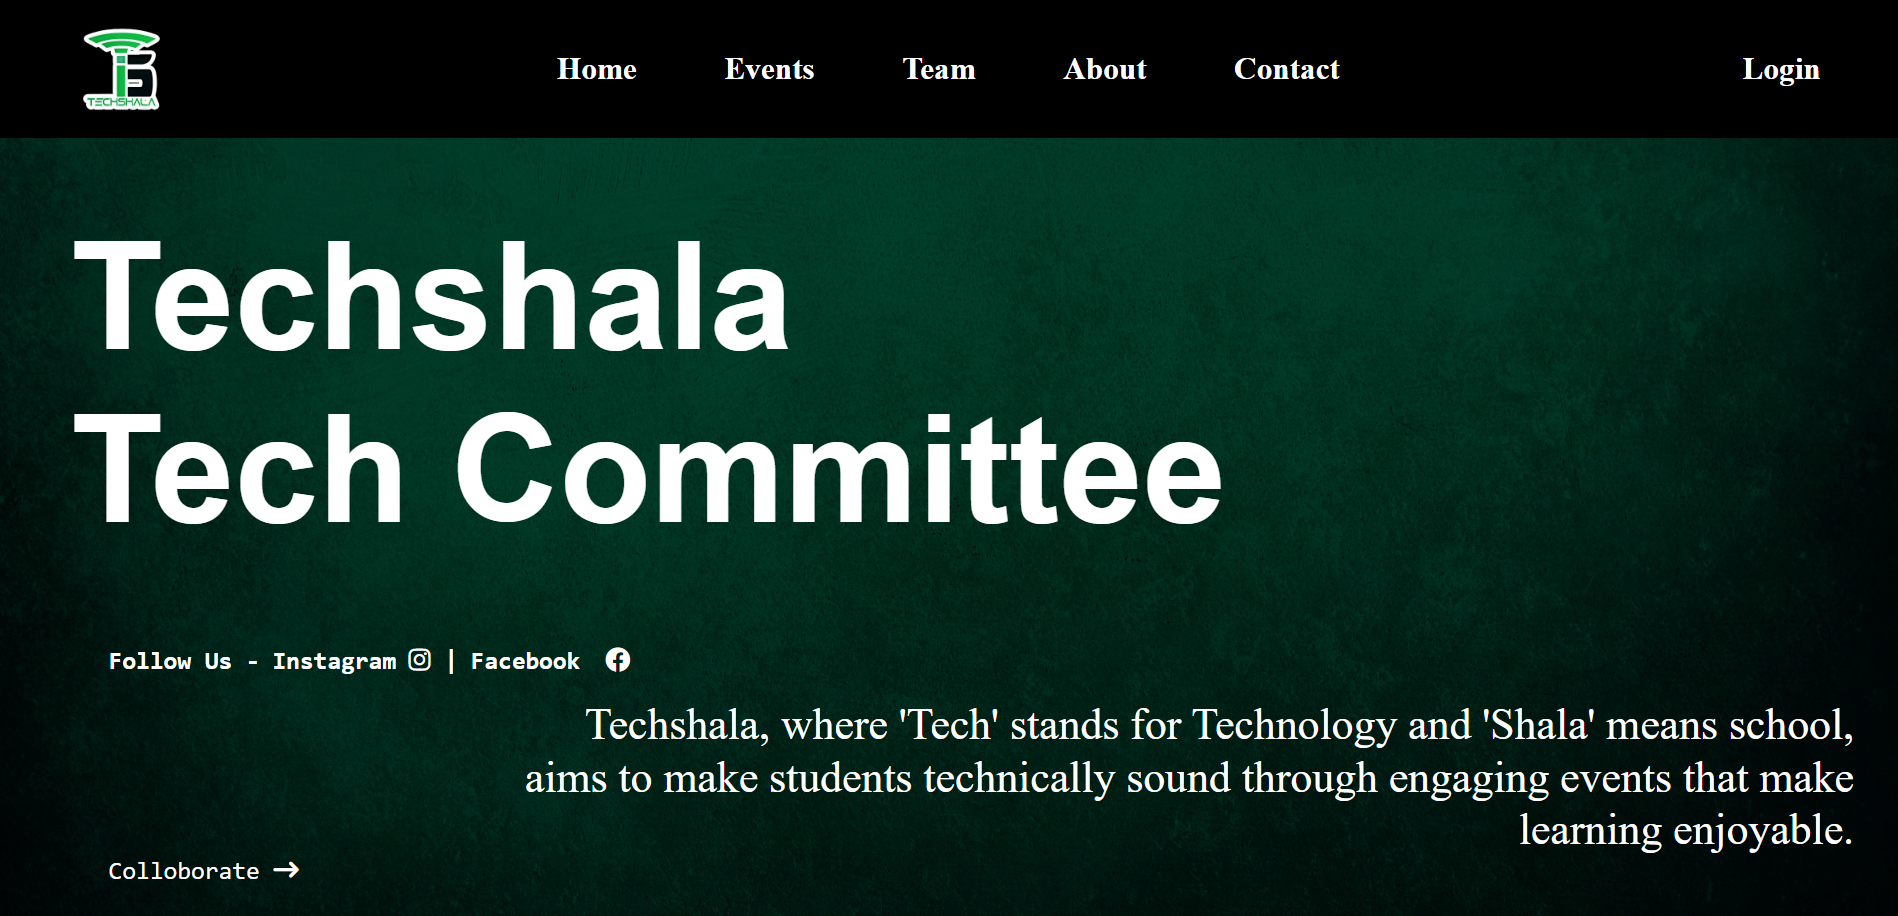 TECHSHALA
Home Events Team About Contact Login
Techshala
Tech Committee
Follow Us - Instagram | Facebook
Techshala, where 'Tech' stands for Technology and 'Shala' means school,
aims to make students technically sound through engaging events that make
learning enjoyable.
Colloborate →